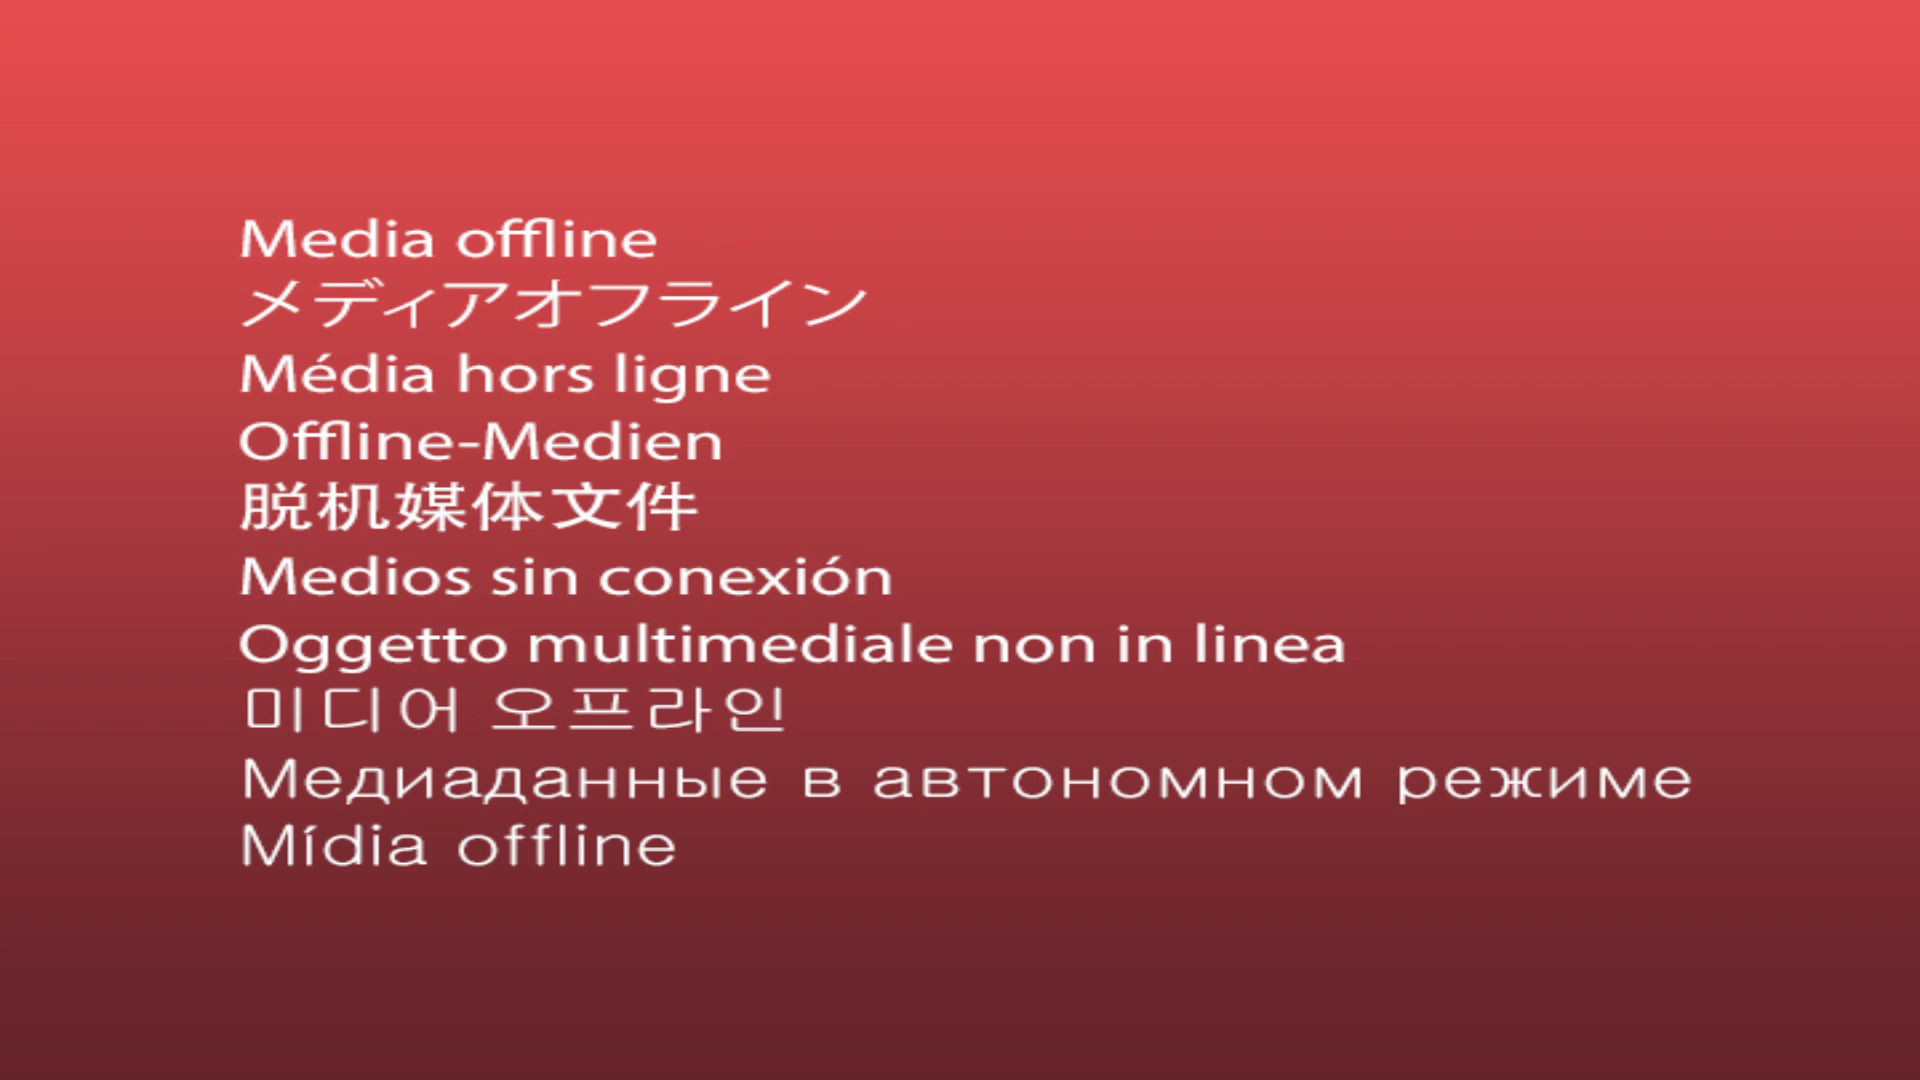 Media offline
メディアオフライン
Média hors ligne
Offline-Medien
脱机媒体文件
Medios sin conexión
Oggetto multimediale non in linea
미디어 오프라인
Медиаданные в автономном режиме
Mídia offline